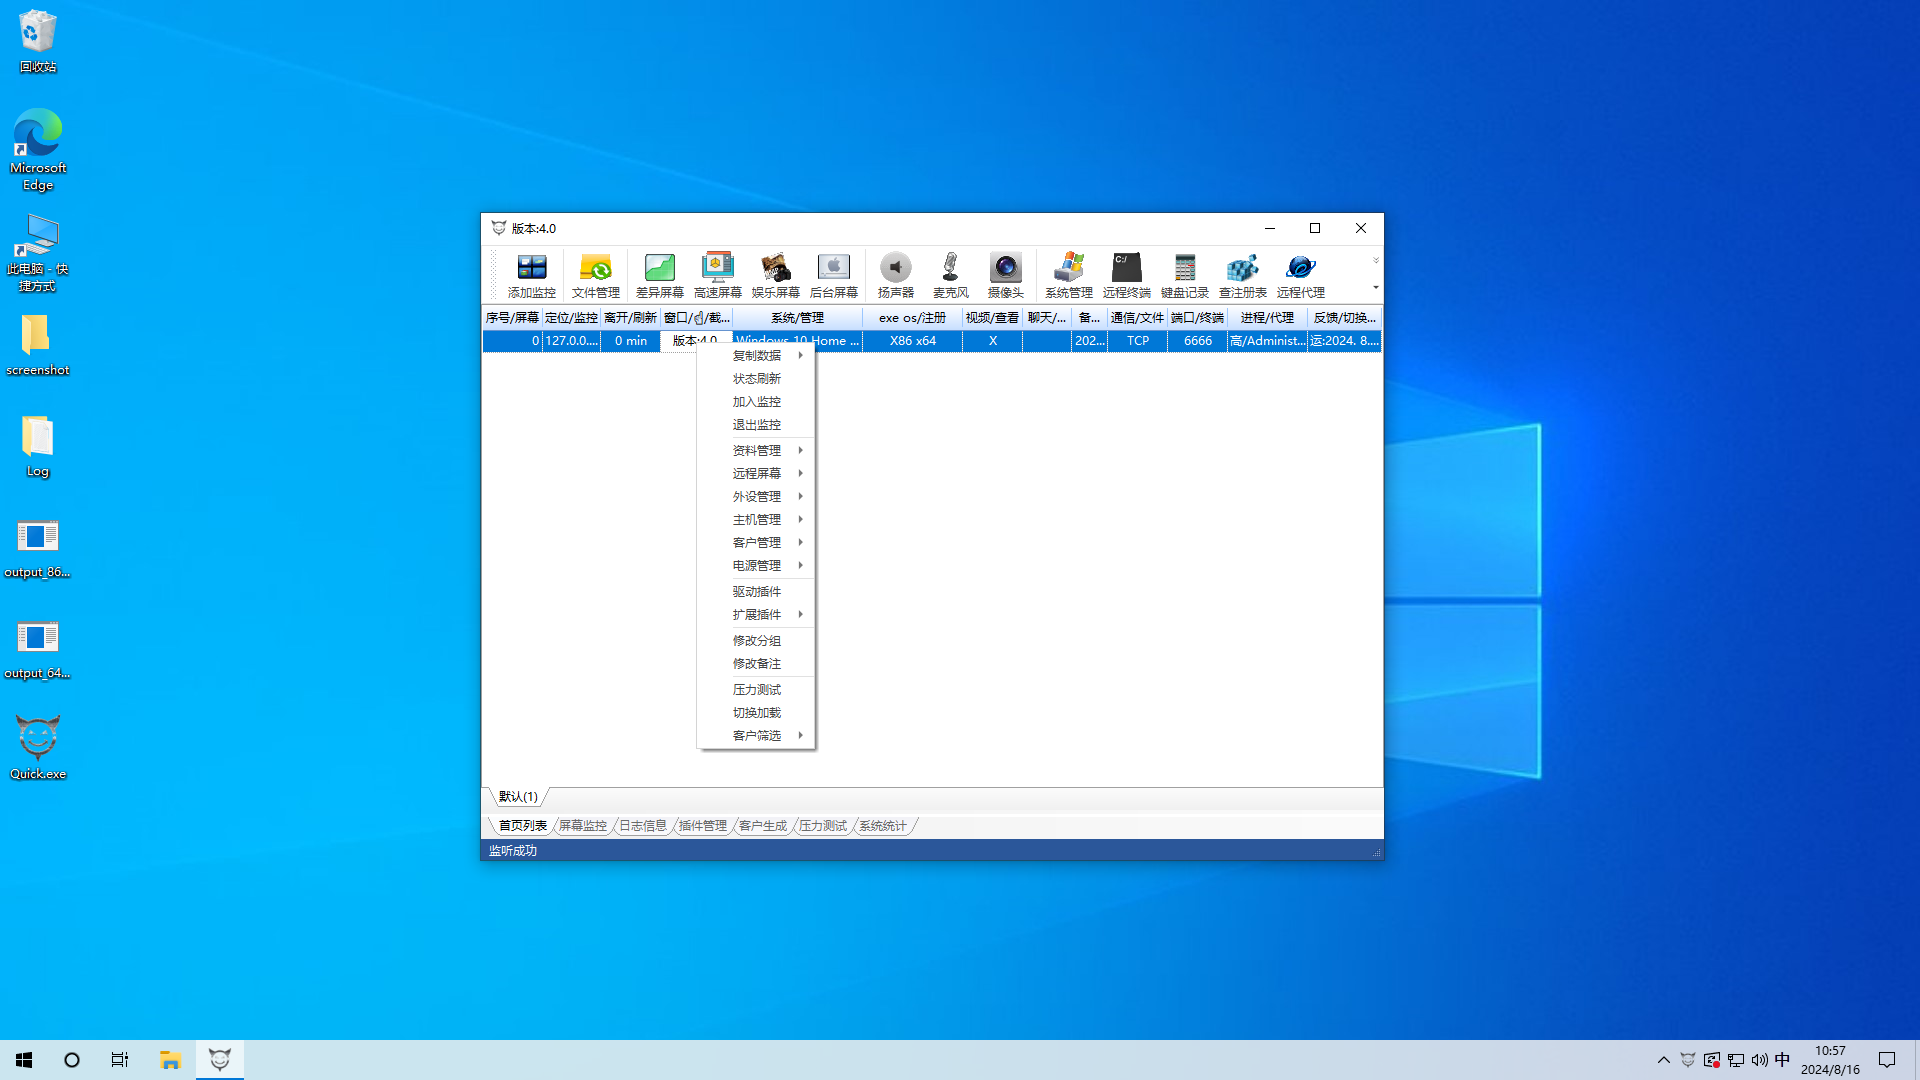 回收站
Microsoft
Edge
此电脑 - 快
捷方式
screenshot
Log
output_86...
output_64...
Quick.exe
版本:4.0
添加监控
文件管理
差异屏幕
高速屏幕
娱乐屏幕
后台屏幕
扬声器
麦克风
摄像头
C:/
系统管理
远程终端
键盘记录
查注册表
远程代理
序号/屏幕 定位/监控 离开/刷新 窗口/ /截... 系统/管理 exe os/注册 视频/查看 聊天/... 备... 通信/文件 端口/终端 进程/代理 反馈/切换...
0 127.0.0.... 0 min 版本:4.0 Windows 10 Home ... X86 x64 X 202... TCP 6666 高/Administ... 运:2024. 8....
复制数据
状态刷新
加入监控
退出监控
资料管理
远程屏幕
外设管理
主机管理
客户管理
电源管理
驱动插件
扩展插件
修改分组
修改备注
压力测试
切换加载
客户筛选
默认(1)
首页列表 屏幕监控 日志信息 插件管理 客户生成 压力测试 系统统计
监听成功
中
10:57
2024/8/16